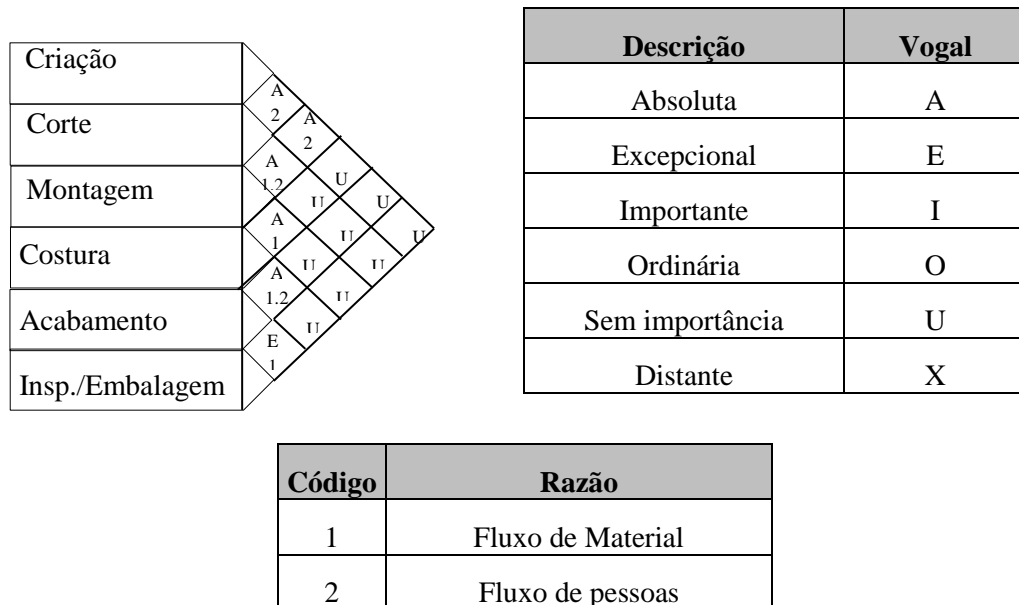 Criação
Corte
Montagem
Costura
Acabamento
Insp./Embalagem
A
2
A
2
U
U
U
A
1.2
U
U
U
A
1
U
U
A
1.2
U
E
1
Descrição Vogal
Absoluta A
Excepcional E
Importante I
Ordinária O
Sem importância U
Distante X
Código Razão
1 Fluxo de Material
2 Fluxo de pessoas